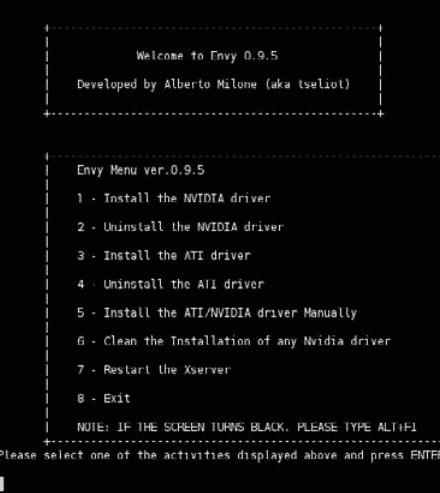 Welcome to Envy 0.9.5
Developed by Alberto Milone (aka tseliot)
Envy Menu ver.0.9.5
1 - Install the NVIDIA driver
2 - Uninstall the NVIDIA driver
3 - Install the ATI driver
4 - Uninstall the ATI driver
5 - Install the ATI/NVIDIA driver Manually
6 - Clean the Installation of any Nvidia driver
7 - Restart the Xserver
8 - Exit
NOTE: IF THE SCREEN TURNS BLACK. PLEASE TYPE ALT+F1
Please select one of the activities displayed above and press ENTE